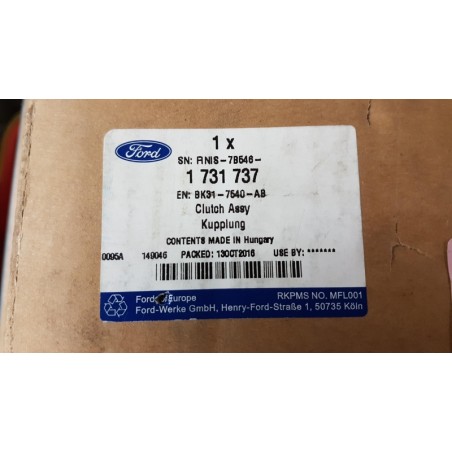 Ford
1 x
SN: FINIS-7B546-
1 731 737
EN: BK31-7540-AB
Clutch Assy
Kupplung
CONTENTS MADE IN Hungary
0095A 149046 PACKED: 13OCT2016 USE BY: *******
Ford of Europe RKPMS NO. MFL001
Ford-Werke GmbH, Henry-Ford-Straße 1, 50735 Köln